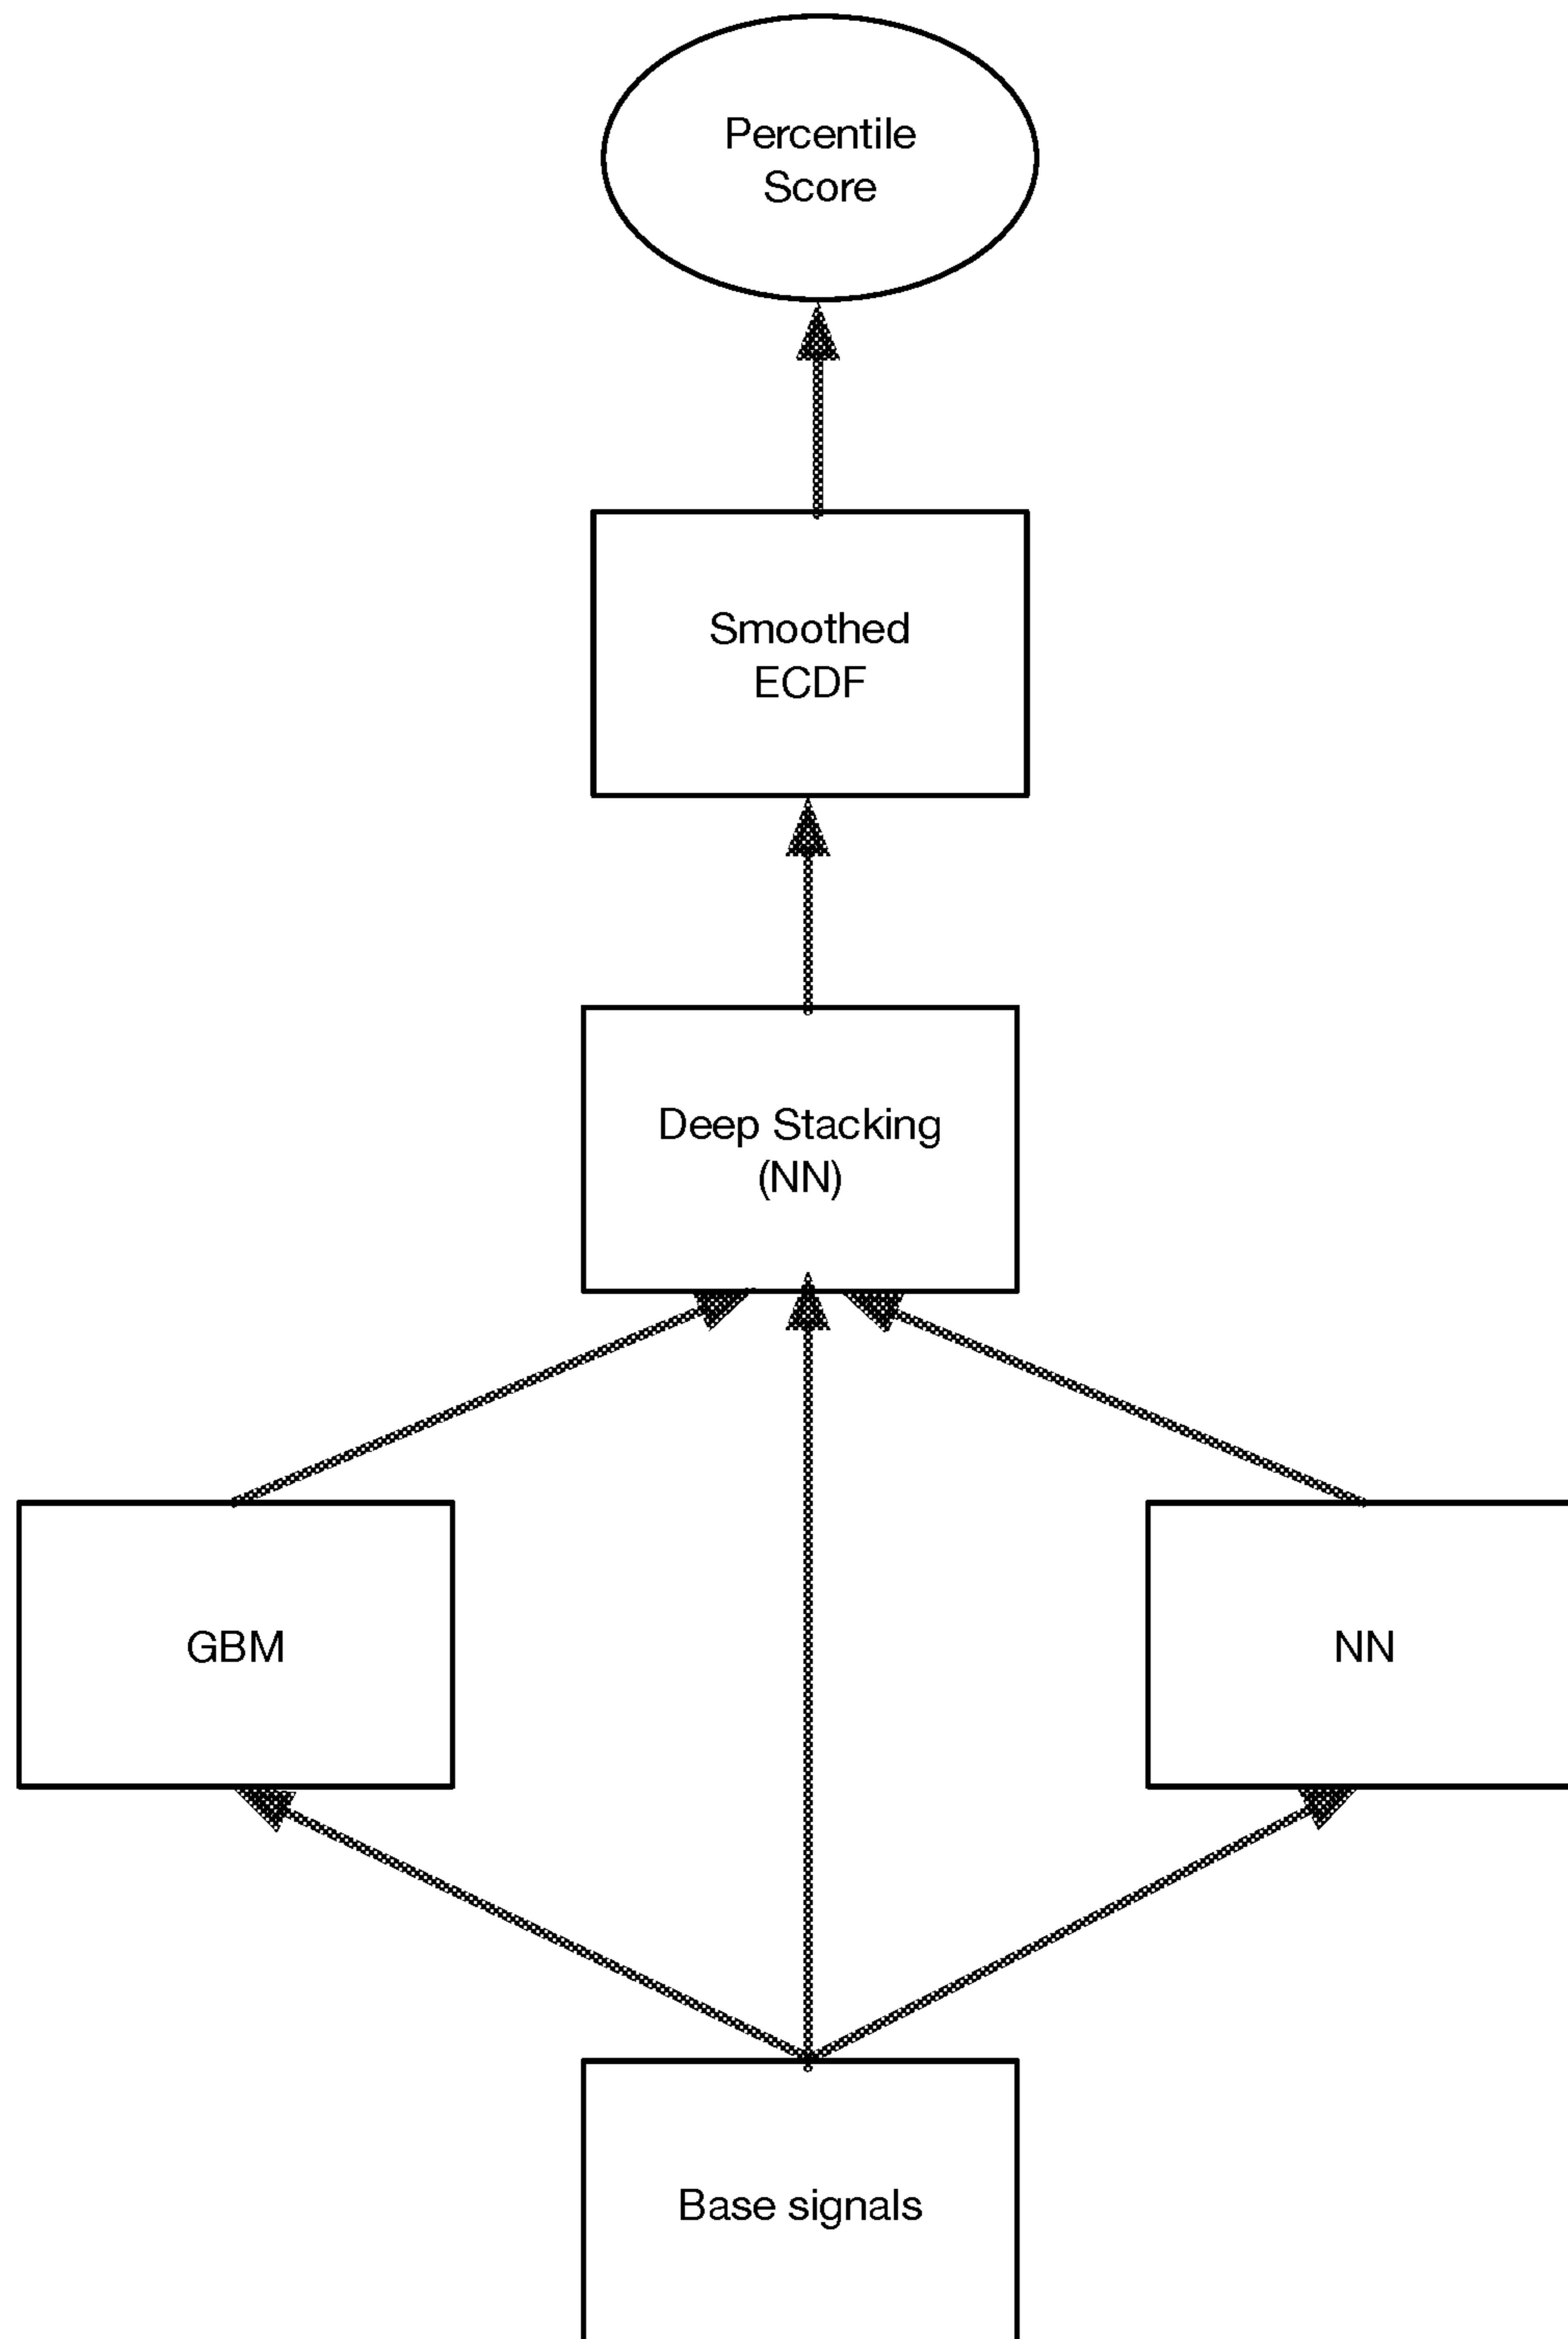 Percentile
Score
Smoothed
ECDF
Deep Stacking
(NN)
GBM
NN
Base signals